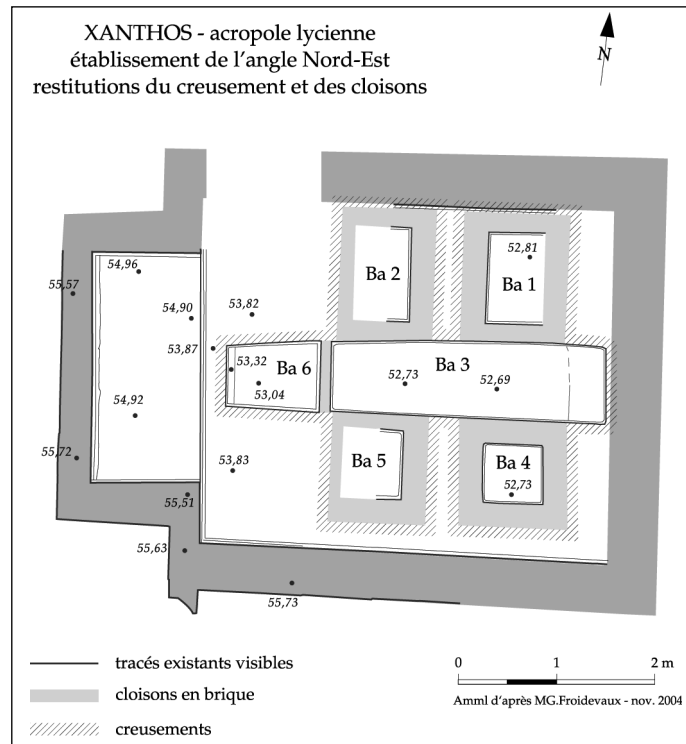 XANTHOS - acropole lycienne
établissement de l'angle Nord-Est
restitutions du creusement et des cloisons
N
54,96
55,57
54,90
53,82
53,87
Ba 2
52,81
Ba 1
53,32
Ba 6
53,04
Ba 3
52,73
52,69
54,92
55,72
53,83
55,51
Ba 5
Ba 4
52,73
55,63
55,73
tracés existants visibles
cloisons en brique
creusements
0 1 2 m
Amml d'après MG.Froidevaux - nov. 2004